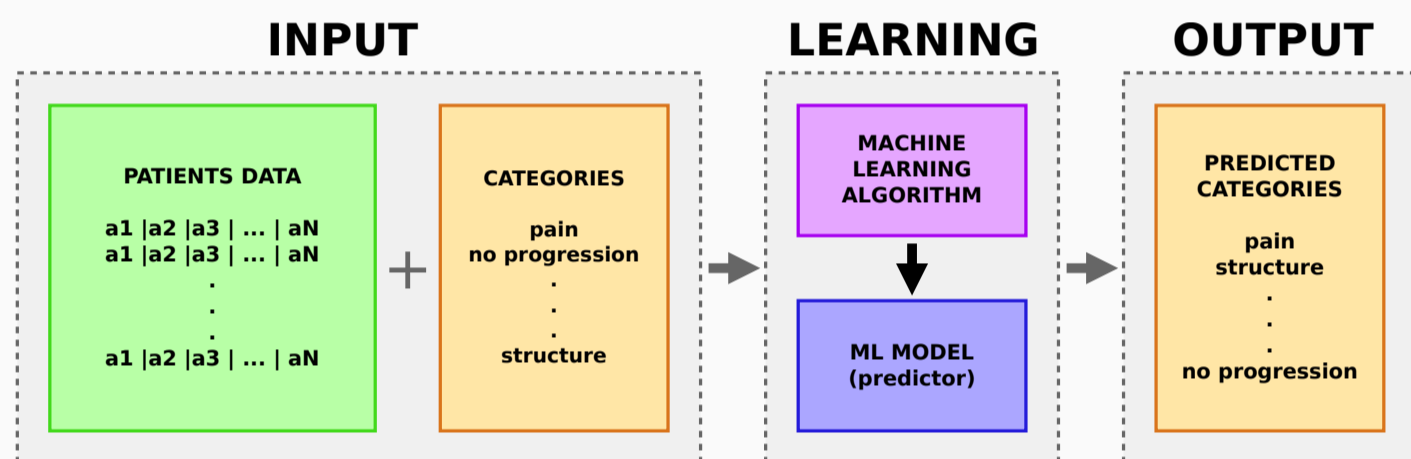 INPUT
PATIENTS DATA
a1 |a2 |a3 | ... | aN
a1 |a2 |a3 | ... | aN
.
.
.
a1 |a2 |a3 | ... | aN
+
CATEGORIES
pain
no progression
.
.
.
structure
LEARNING
MACHINE
LEARNING
ALGORITHM
ML MODEL
(predictor)
OUTPUT
PREDICTED
CATEGORIES
pain
structure
.
.
.
no progression